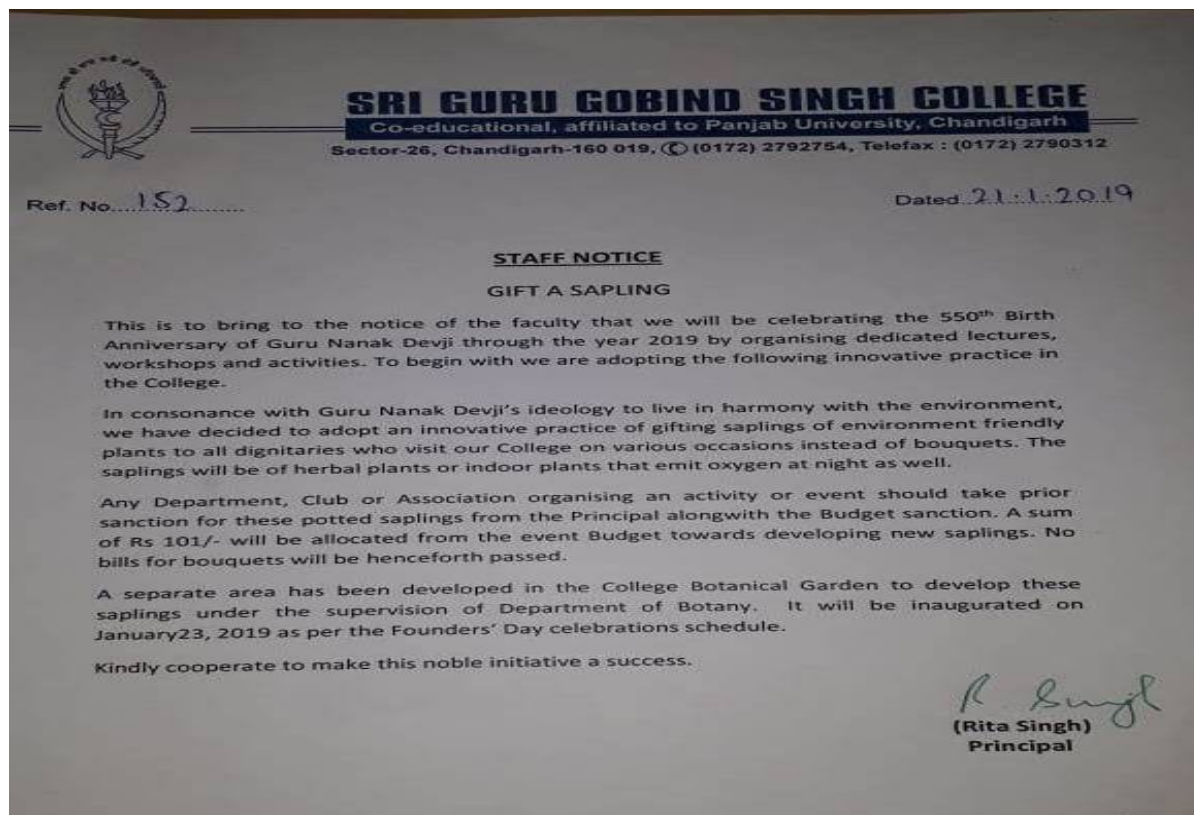 SRI GURU GOBIND SINGH COLLEGE
Co-educational, affiliated to Panjab University, Chandigarh
Sector-26, Chandigarh-160 019, (0172) 2792754, Telefax : (0172) 2790312
Ref. No....152........
Dated..21.1.2019
STAFF NOTICE
GIFT A SAPLING
This is to bring to the notice of the faculty that we will be celebrating the 550th Birth
Anniversary of Guru Nanak Devji through the year 2019 by organising dedicated lectures,
workshops and activities. To begin with we are adopting the following innovative practice in
the College.
In consonance with Guru Nanak Devji's ideology to live in harmony with the environment,
we have decided to adopt an innovative practice of gifting saplings of environment friendly
plants to all dignitaries who visit our College on various occasions instead of bouquets. The
saplings will be of herbal plants or indoor plants that emit oxygen at night as well.
Any Department, Club or Association organising an activity or event should take prior
sanction for these potted saplings from the Principal alongwith the Budget sanction. A sum
of Rs 101/- will be allocated from the event Budget towards developing new saplings. No
bills for bouquets will be henceforth passed.
A separate area has been developed in the College Botanical Garden to develop these
saplings under the supervision of Department of Botany. It will be inaugurated on
January23, 2019 as per the Founders' Day celebrations schedule.
Kindly cooperate to make this noble initiative a success.
R Singh
(Rita Singh)
Principal